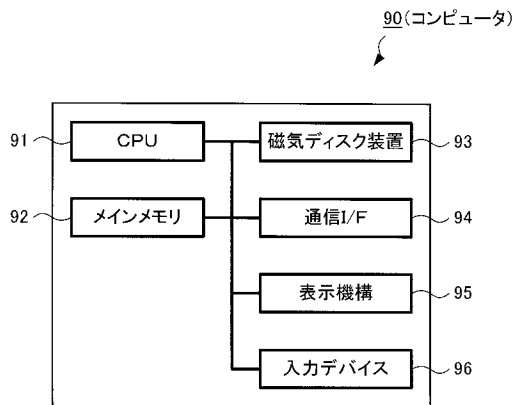 90(コンピュータ)
91 CPU 磁気ディスク装置 93
92 メインメモリ 通信I/F 94
表示機構 95
入力デバイス 96